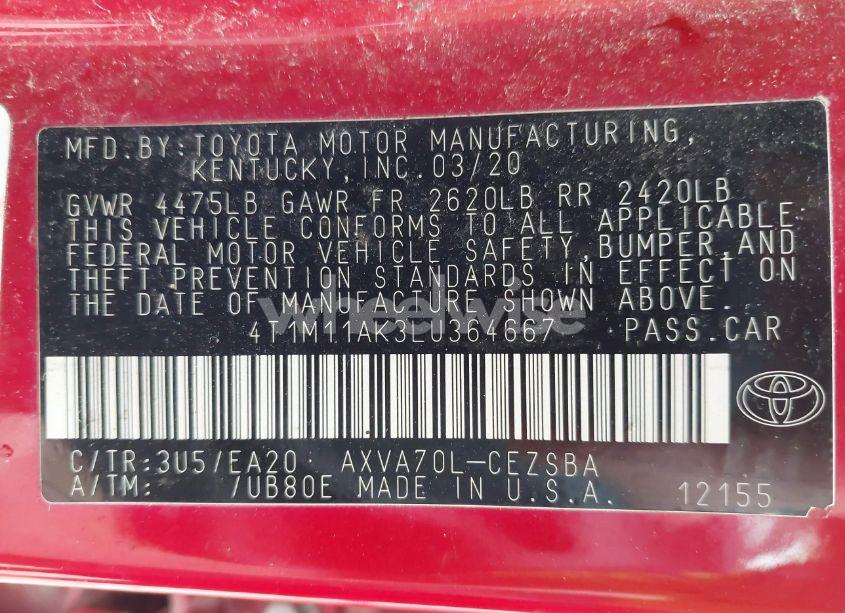 MFD.BY:TOYOTA MOTOR MANUFACTURING,
KENTUCKY,INC.03/20
GVWR 4475LB GAWR FR 2620LB RR 2420LB
THIS VEHICLE CONFORMS TO ALL APPLICABLE
FEDERAL MOTOR VEHICLE SAFETY,BUMPER,AND
THEFT PREVENTION STANDARDS IN EFFECT ON
THE DATE OF MANUFACTURE SHOWN ABOVE.
wheelwise
4T1M11AK3LU364667 PASS.CAR
C/TR:3U5/EA20 AXVA70L-CEZSBA
A/TM: /UB80E MADE IN U.S.A. 12155